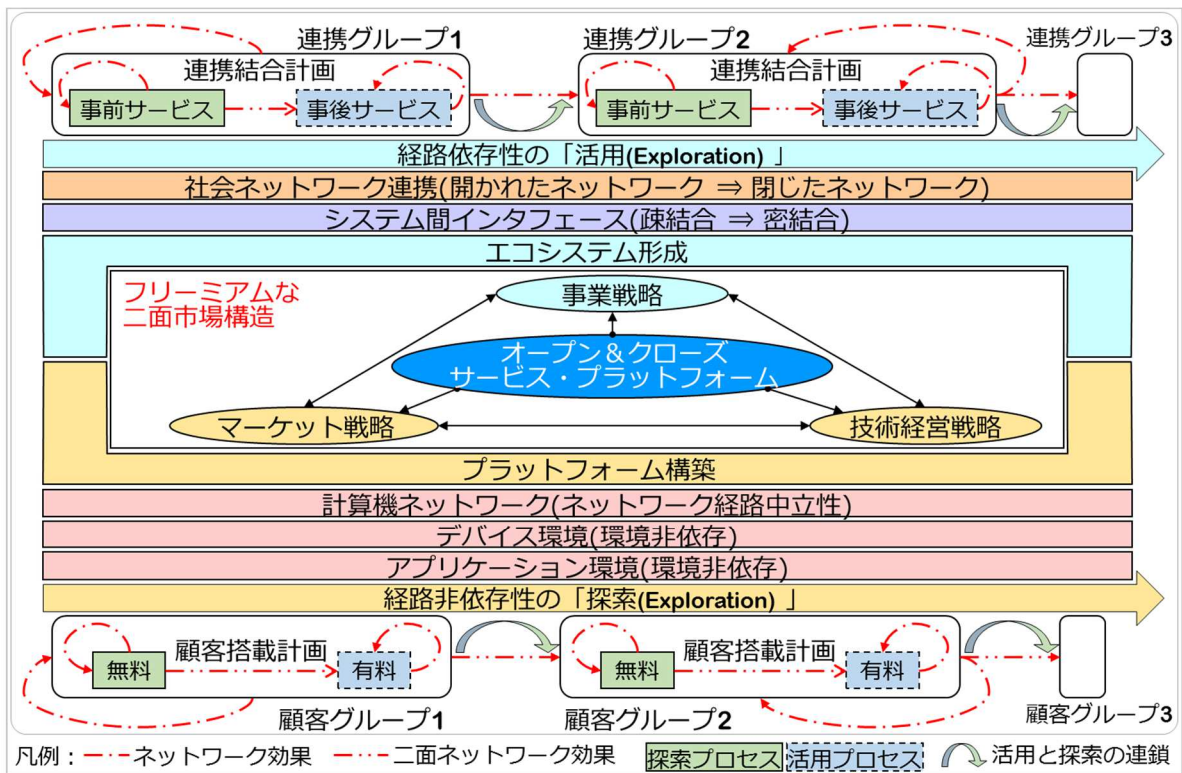 連携グループ1
連携グループ2
連携グループ3
連携結合計画
連携結合計画
事前サービス
事後サービス
事前サービス
事後サービス
経路依存性の「活用(Exploration) 」
社会ネットワーク連携(開かれたネットワーク ⇒ 閉じたネットワーク)
システム間インタフェース(疎結合 ⇒ 密結合)
エコシステム形成
フリーミアムな
二面市場構造
事業戦略
オープン&クローズ
サービス・プラットフォーム
マーケット戦略
技術経営戦略
プラットフォーム構築
計算機ネットワーク(ネットワーク経路中立性)
デバイス環境(環境非依存)
アプリケーション環境(環境非依存)
経路非依存性の「探索(Exploration) 」
顧客搭載計画
顧客搭載計画
無料
有料
無料
有料
顧客グループ1
顧客グループ2
顧客グループ3
凡例:
ネットワーク効果
二面ネットワーク効果
探索プロセス
活用プロセス
活用と探索の連鎖